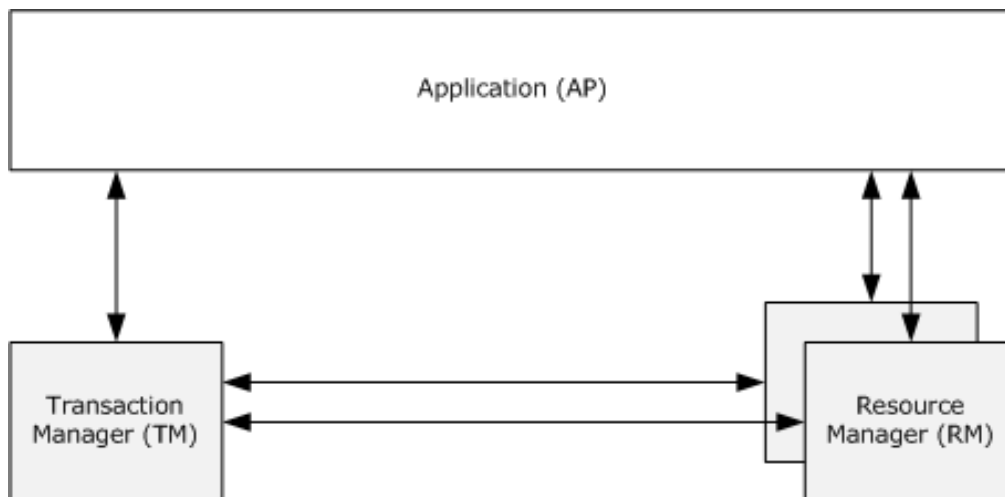 Application (AP)
Transaction
Manager (TM)
Resource
Manager (RM)